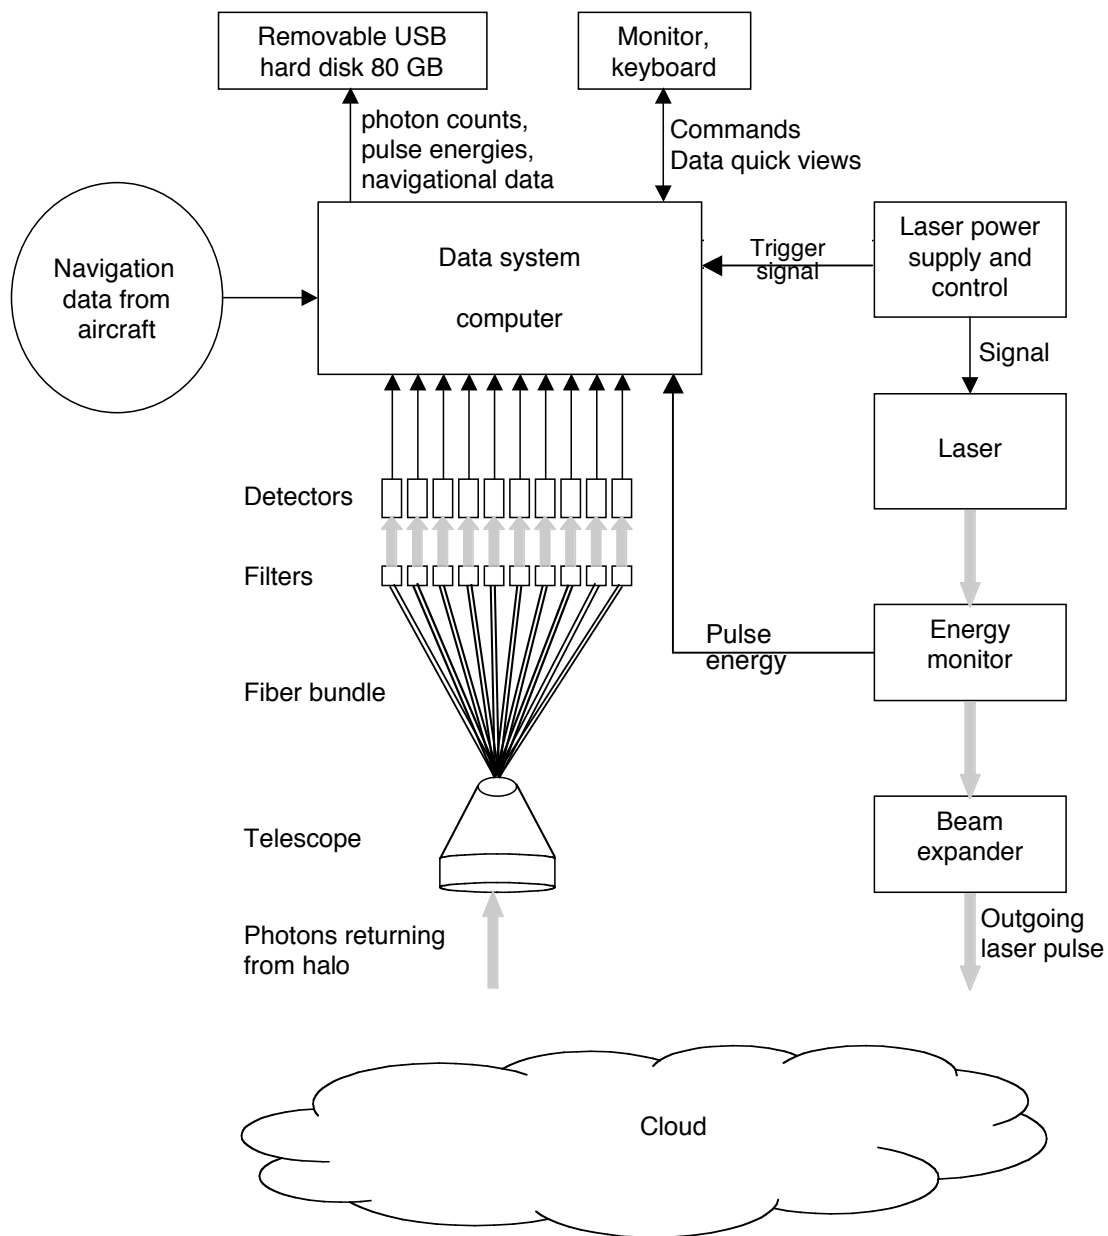 Removable USB
hard disk 80 GB
Monitor,
keyboard
photon counts,
pulse energies,
navigational data
Commands
Data quick views
Navigation
data from
aircraft
Data system
computer
Trigger
signal
Laser power
supply and
control
Signal
Laser
Detectors
Filters
Pulse
energy
Energy
monitor
Fiber bundle
Telescope
Beam
expander
Photons returning
from halo
Outgoing
laser pulse
Cloud